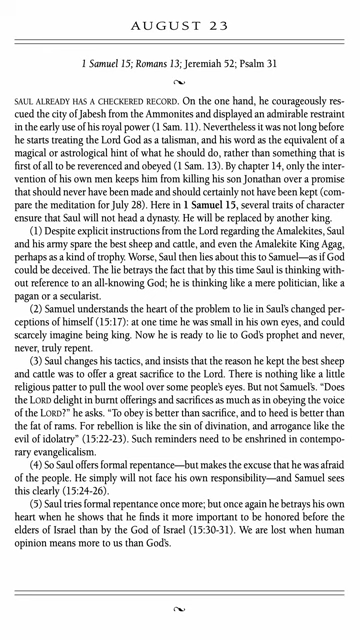 AUGUST 23
1 Samuel 15; Romans 13; Jeremiah 52; Psalm 31
SAUL ALREADY HAS A CHECKERED RECORD. On the one hand, he courageously res-
cued the city of Jabesh from the Ammonites and displayed an admirable restraint
in the early use of his royal power (1 Sam. 11). Nevertheless it was not long before
he starts treating the Lord God as a talisman, and his word as the equivalent of a
magical or astrological hint of what he should do, rather than something that is
first of all to be reverenced and obeyed (1 Sam. 13). By chapter 14, only the inter-
vention of his own men keeps him from killing his son Jonathan over a promise
that should never have been made and should certainly not have been kept (com-
pare the meditation for July 28). Here in 1 Samuel 15, several traits of character
ensure that Saul will not head a dynasty. He will be replaced by another king.
(1) Despite explicit instructions from the Lord regarding the Amalekites, Saul
and his army spare the best sheep and cattle, and even the Amalekite King Agag,
perhaps as a kind of trophy. Worse, Saul then lies about this to Samuel—as if God
could be deceived. The lie betrays the fact that by this time Saul is thinking with-
out reference to an all-knowing God; he is thinking like a mere politician, like a
pagan or a secularist.
(2) Samuel understands the heart of the problem to lie in Saul's changed per-
ceptions of himself (15:17): at one time he was small in his own eyes, and could
scarcely imagine being king. Now he is ready to lie to God's prophet and never,
never, truly repent.
(3) Saul changes his tactics, and insists that the reason he kept the best sheep
and cattle was to offer a great sacrifice to the Lord. There is nothing like a little
religious patter to pull the wool over some people's eyes. But not Samuel's. “Does
the LORD delight in burnt offerings and sacrifices as much as in obeying the voice
of the LORD?” he asks. “To obey is better than sacrifice, and to heed is better than
the fat of rams. For rebellion is like the sin of divination, and arrogance like the
evil of idolatry” (15:22-23). Such reminders need to be enshrined in contempo-
rary evangelicalism.
(4) So Saul offers formal repentance—but makes the excuse that he was afraid
of the people. He simply will not face his own responsibility—and Samuel sees
this clearly (15:24-26).
(5) Saul tries formal repentance once more; but once again he betrays his own
heart when he shows that he finds it more important to be honored before the
elders of Israel than by the God of Israel (15:30-31). We are lost when human
opinion means more to us than God's.